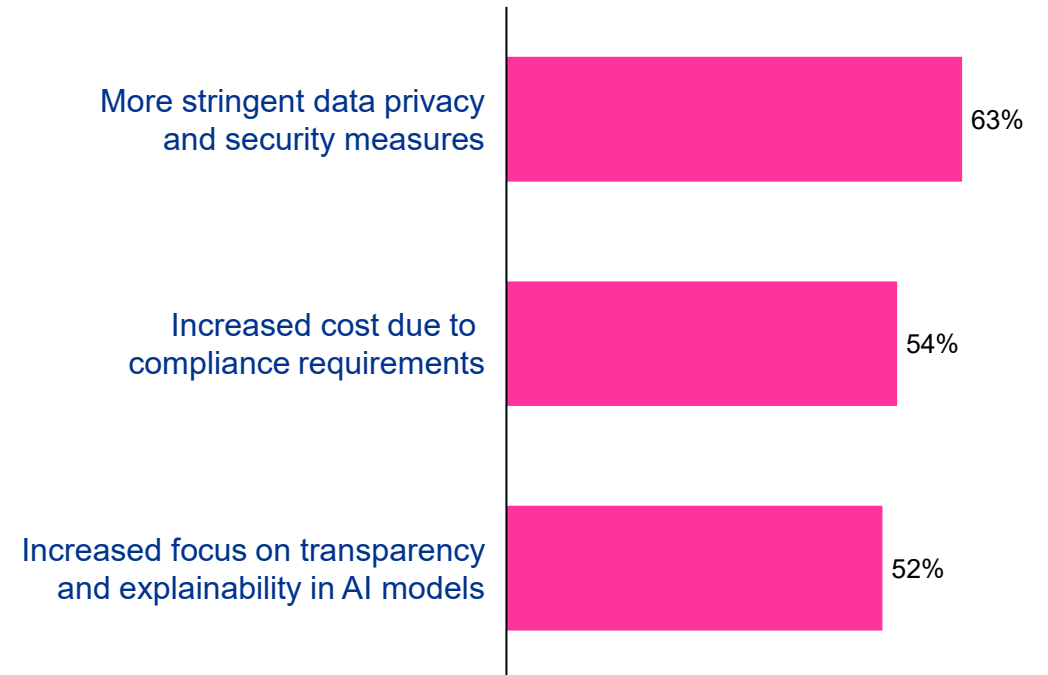 More stringent data privacy
and security measures
63%
Increased cost due to
compliance requirements
54%
Increased focus on transparency
and explainability in AI models
52%